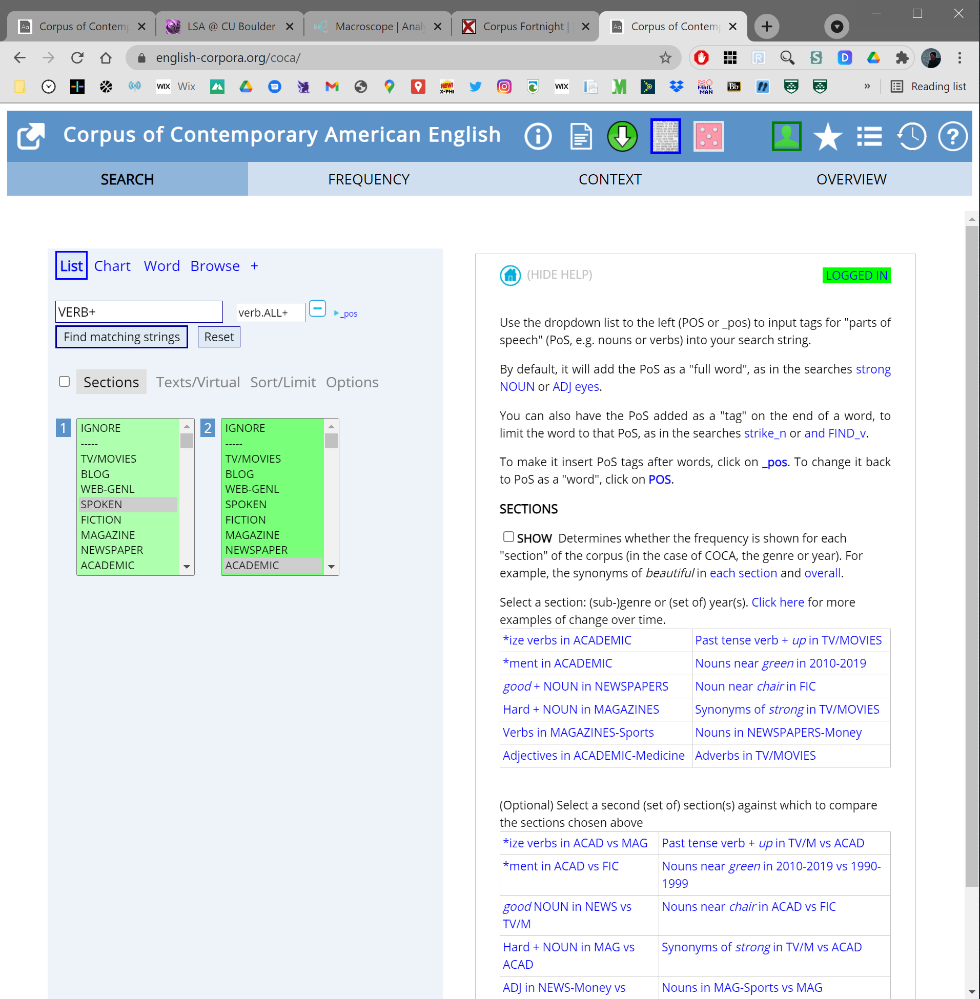 Corpus of Contemp
LSA @ CU Boulder
Macroscope | Analy
Corpus Fortnight |
Corpus of Contemp
english-corpora.org/coca/
WIX Wix
NEW! X-PHI
WIX
MAIL MAN
Bb
»
Reading list
Corpus of Contemporary American English
SEARCH
FREQUENCY
CONTEXT
OVERVIEW
List Chart Word Browse +
VERB+
verb.ALL+
_pos
Find matching strings
Reset
Sections Texts/Virtual Sort/Limit Options
1
IGNORE
-----
TV/MOVIES
BLOG
WEB-GENL
SPOKEN
FICTION
MAGAZINE
NEWSPAPER
ACADEMIC
2
IGNORE
-----
TV/MOVIES
BLOG
WEB-GENL
SPOKEN
FICTION
MAGAZINE
NEWSPAPER
ACADEMIC
(HIDE HELP)
LOGGED IN
Use the dropdown list to the left (POS or _pos) to input tags for "parts of
speech" (PoS, e.g. nouns or verbs) into your search string.
By default, it will add the PoS as a "full word", as in the searches strong
NOUN or ADJ eyes.
You can also have the PoS added as a "tag" on the end of a word, to
limit the word to that PoS, as in the searches strike_n or and FIND_v.
To make it insert PoS tags after words, click on _pos. To change it back
to PoS as a "word", click on POS.
SECTIONS
SHOW Determines whether the frequency is shown for each
"section" of the corpus (in the case of COCA, the genre or year). For
example, the synonyms of beautiful in each section and overall.
Select a section: (sub-)genre or (set of) year(s). Click here for more
examples of change over time.
*ize verbs in ACADEMIC
Past tense verb + up in TV/MOVIES
*ment in ACADEMIC
Nouns near green in 2010-2019
good + NOUN in NEWSPAPERS
Noun near chair in FIC
Hard + NOUN in MAGAZINES
Synonyms of strong in TV/MOVIES
Verbs in MAGAZINES-Sports
Nouns in NEWSPAPERS-Money
Adjectives in ACADEMIC-Medicine
Adverbs in TV/MOVIES
(Optional) Select a second (set of) section(s) against which to compare
the sections chosen above
*ize verbs in ACAD vs MAG
Past tense verb + up in TV/M vs ACAD
*ment in ACAD vs FIC
Nouns near green in 2010-2019 vs 1990-
1999
good NOUN in NEWS vs
TV/M
Nouns near chair in ACAD vs FIC
Hard + NOUN in MAG vs
ACAD
Synonyms of strong in TV/M vs ACAD
ADJ in NEWS-Money vs
Nouns in MAG-Sports vs MAG